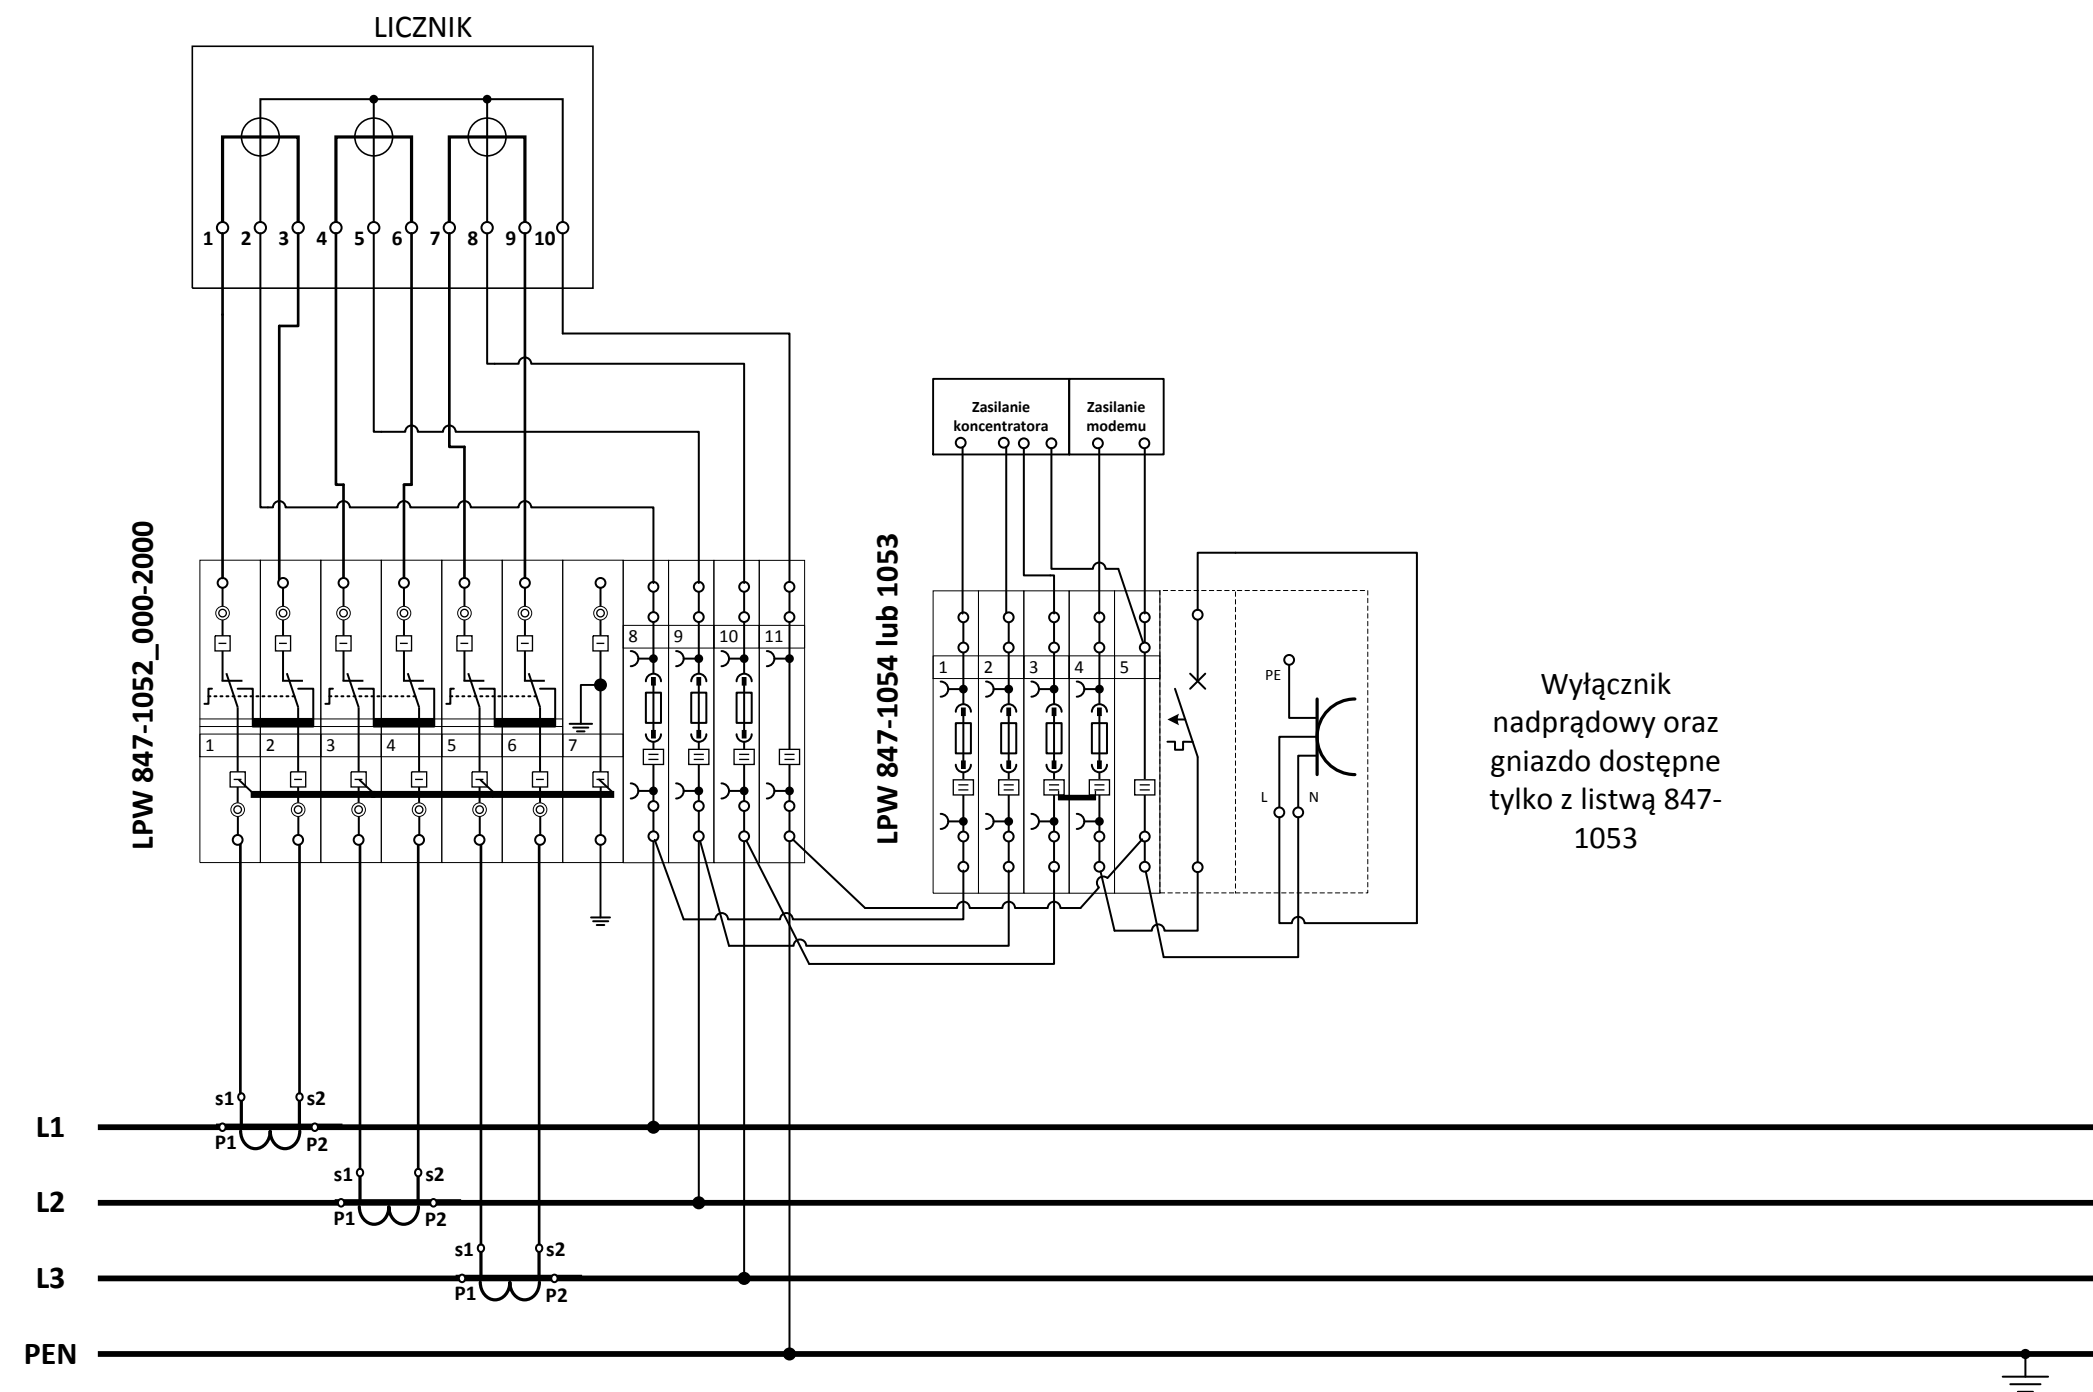 LICZNIK
1 2 3 4 5 6 7 8 9 10
Zasilanie
koncentratora
Zasilanie
modemu
LPW 847-1052_000-2000
LPW 847-1054 lub 1053
8 9 10 11
1 2 3 4 5
PE
Wyłącznik
nadprądowy oraz
gniazdo dostępne
tylko z listwą 847-
1053
1 2 3 4 5 6 7
L N
s1 s2
L1
P1 P2
s1 s2
L2
P1 P2
s1 s2
L3
P1 P2
PEN